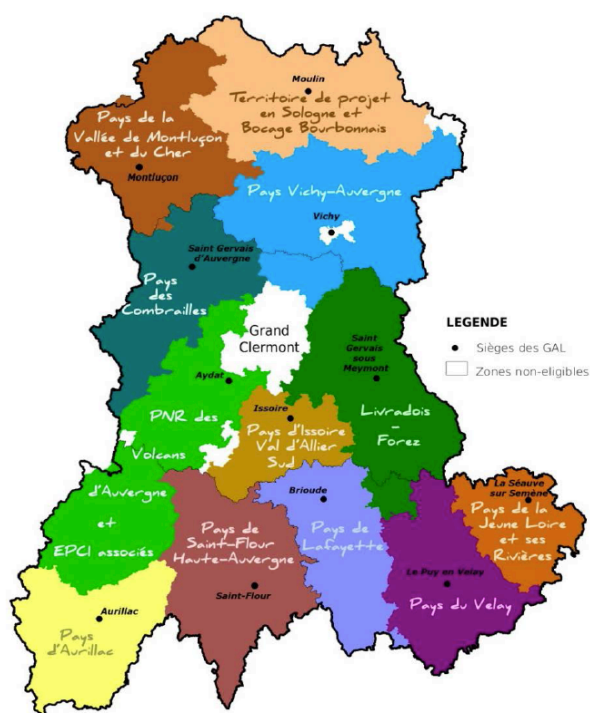 Moulin
Territoire de projet
en Sologne et
Bocage Bourbonnais
Pays de la
Vallée de Montluçon
et du Cher
Montluçon
Pays Vichy-Auvergne
Vichy
Saint Gervais
d'Auvergne
Pays
des
Combrailles
Grand
Clermont
Saint
Gervais
sous
Meymont
LEGENDE
Sièges des GAL
Zones non-eligibles
Aydat
PNR des
Volcans
d'Auvergne
et
EPCI associés
Issoire
Pays d'Issoire
Val d'Allier
Sud
Livradois
- Forez
Brioude
Pays de
Lafayette
La Séauve
sur Semène
Pays de la
Jeune Loire
et ses
Rivières
Pays de
Saint-Flour
Haute-Auvergne
Saint-Flour
Le Puy en Velay
Pays du Velay
Aurillac
Pays
d'Aurillac